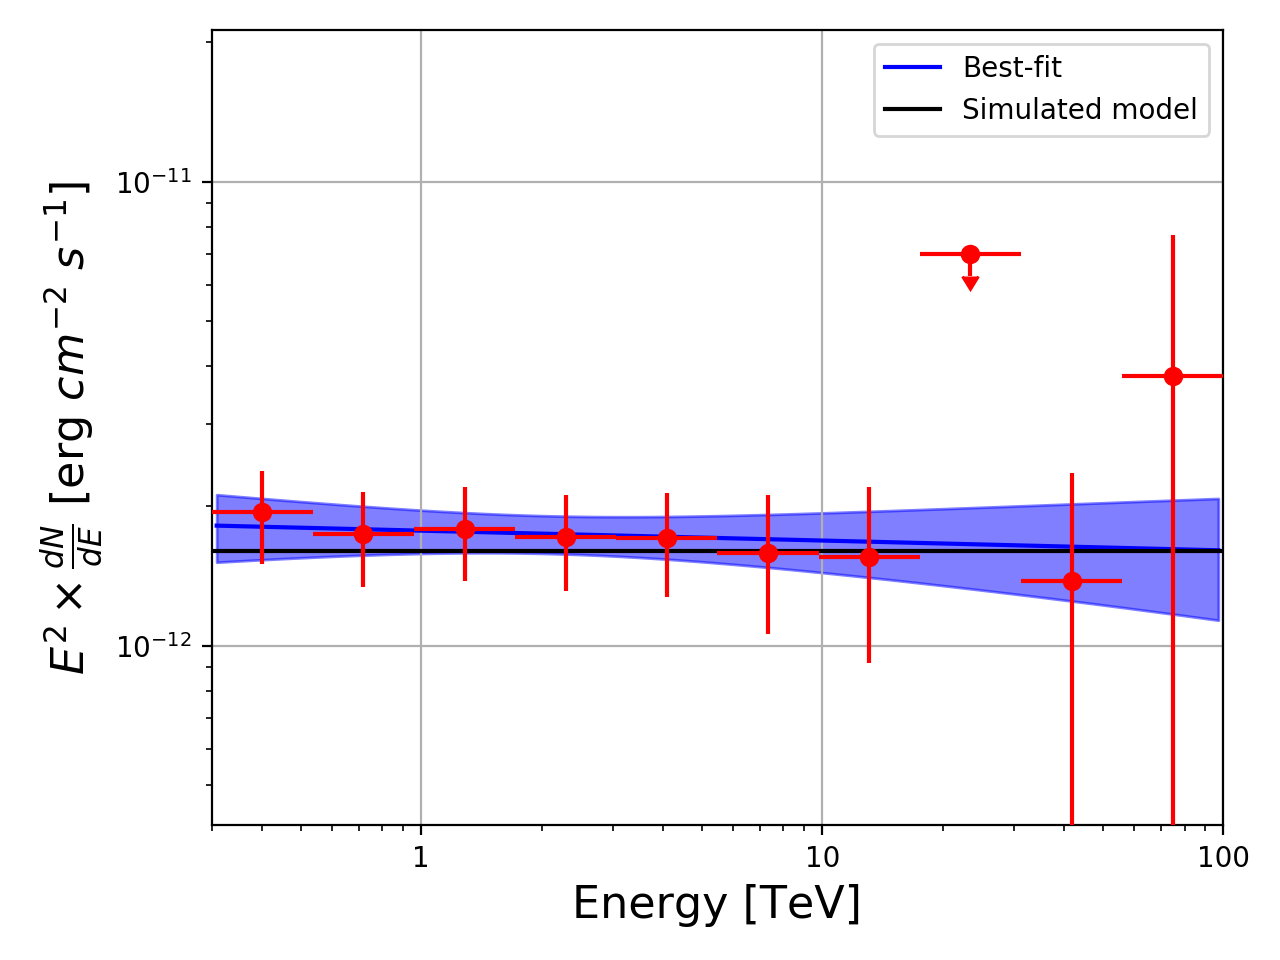 Best-fit
Simulated model
10⁻¹¹
10⁻¹²
E² × dN/dE [erg cm⁻² s⁻¹]
1 10 100
Energy [TeV]